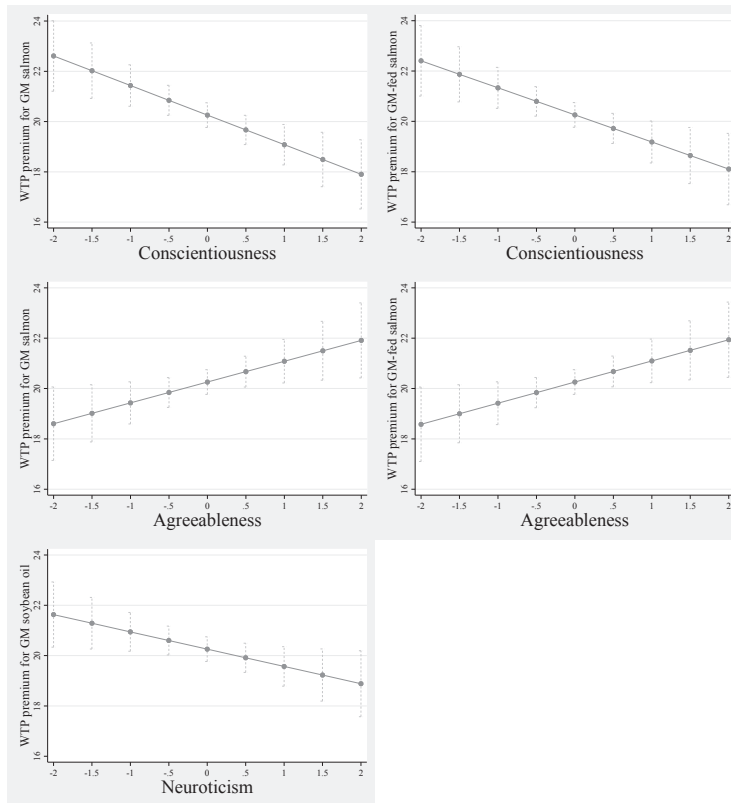 WTP premium for GM salmon
24
22
20
18
16
-2 -1.5 -1 -.5 0 .5 1 1.5 2
Conscientiousness
WTP premium for GM-fed salmon
24
22
20
18
16
-2 -1.5 -1 -.5 0 .5 1 1.5 2
Conscientiousness
WTP premium for GM salmon
24
22
20
18
16
-2 -1.5 -1 -.5 0 .5 1 1.5 2
Agreeableness
WTP premium for GM-fed salmon
24
22
20
18
16
-2 -1.5 -1 -.5 0 .5 1 1.5 2
Agreeableness
WTP premium for GM soybean oil
24
22
20
18
16
-2 -1.5 -1 -.5 0 .5 1 1.5 2
Neuroticism